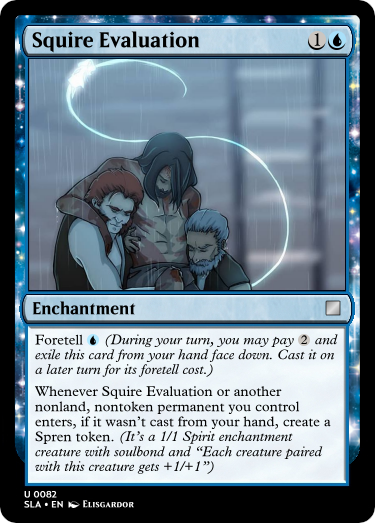 Squire Evaluation 1
Enchantment
Foretell (During your turn, you may pay 2 and
exile this card from your hand face down. Cast it on
a later turn for its foretell cost.)
Whenever Squire Evaluation or another
nonland, nontoken permanent you control
enters, if it wasn't cast from your hand, create a
Spren token. (It's a 1/1 Spirit enchantment
creature with soulbond and “Each creature paired
with this creature gets +1/+1”)
U 0082
SLA • EN Elisgardor